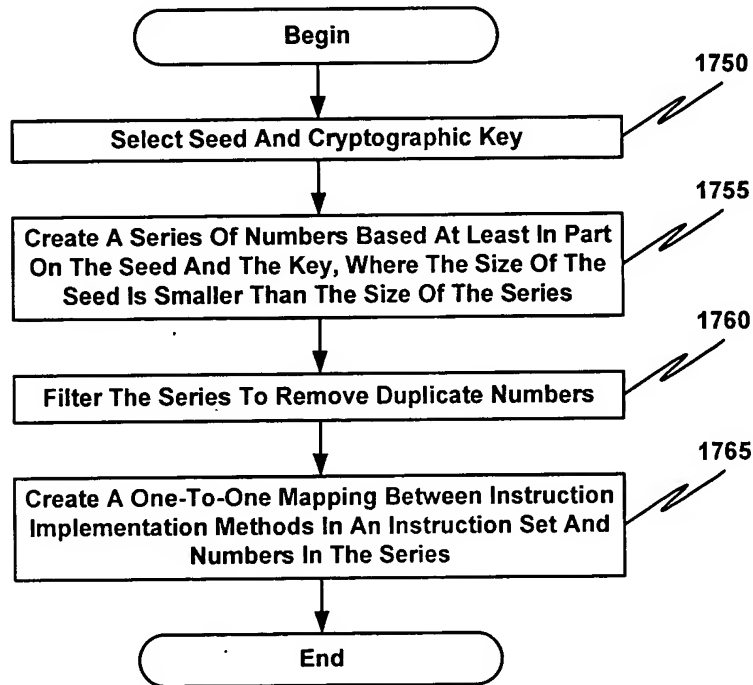 Begin
1750
Select Seed And Cryptographic Key
1755
Create A Series Of Numbers Based At Least In Part
On The Seed And The Key, Where The Size Of The
Seed Is Smaller Than The Size Of The Series
1760
Filter The Series To Remove Duplicate Numbers
1765
Create A One-To-One Mapping Between Instruction
Implementation Methods In An Instruction Set And
Numbers In The Series
End